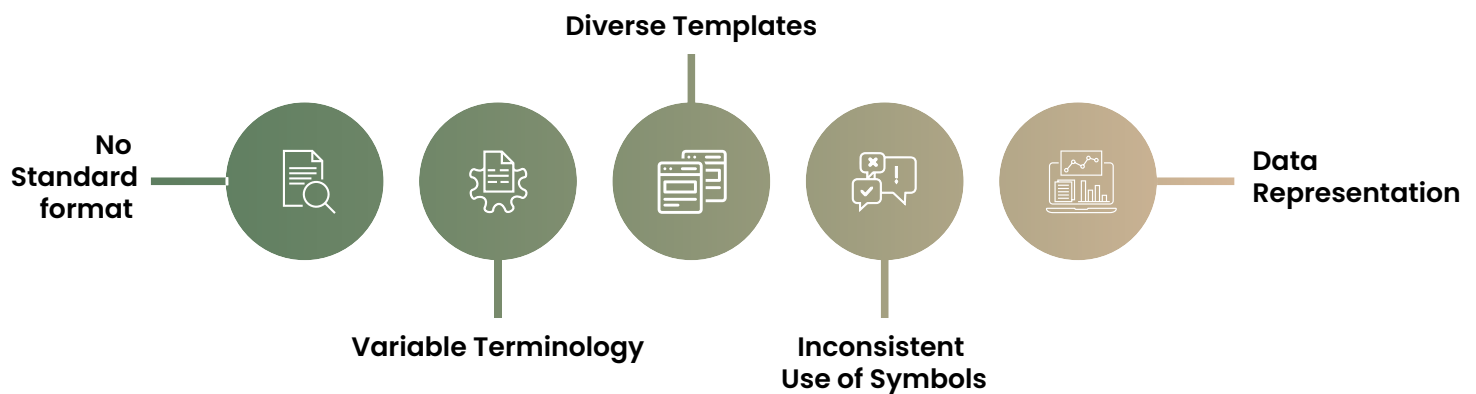 No
Standard
format
Variable Terminology
Diverse Templates
Inconsistent
Use of Symbols
Data
Representation